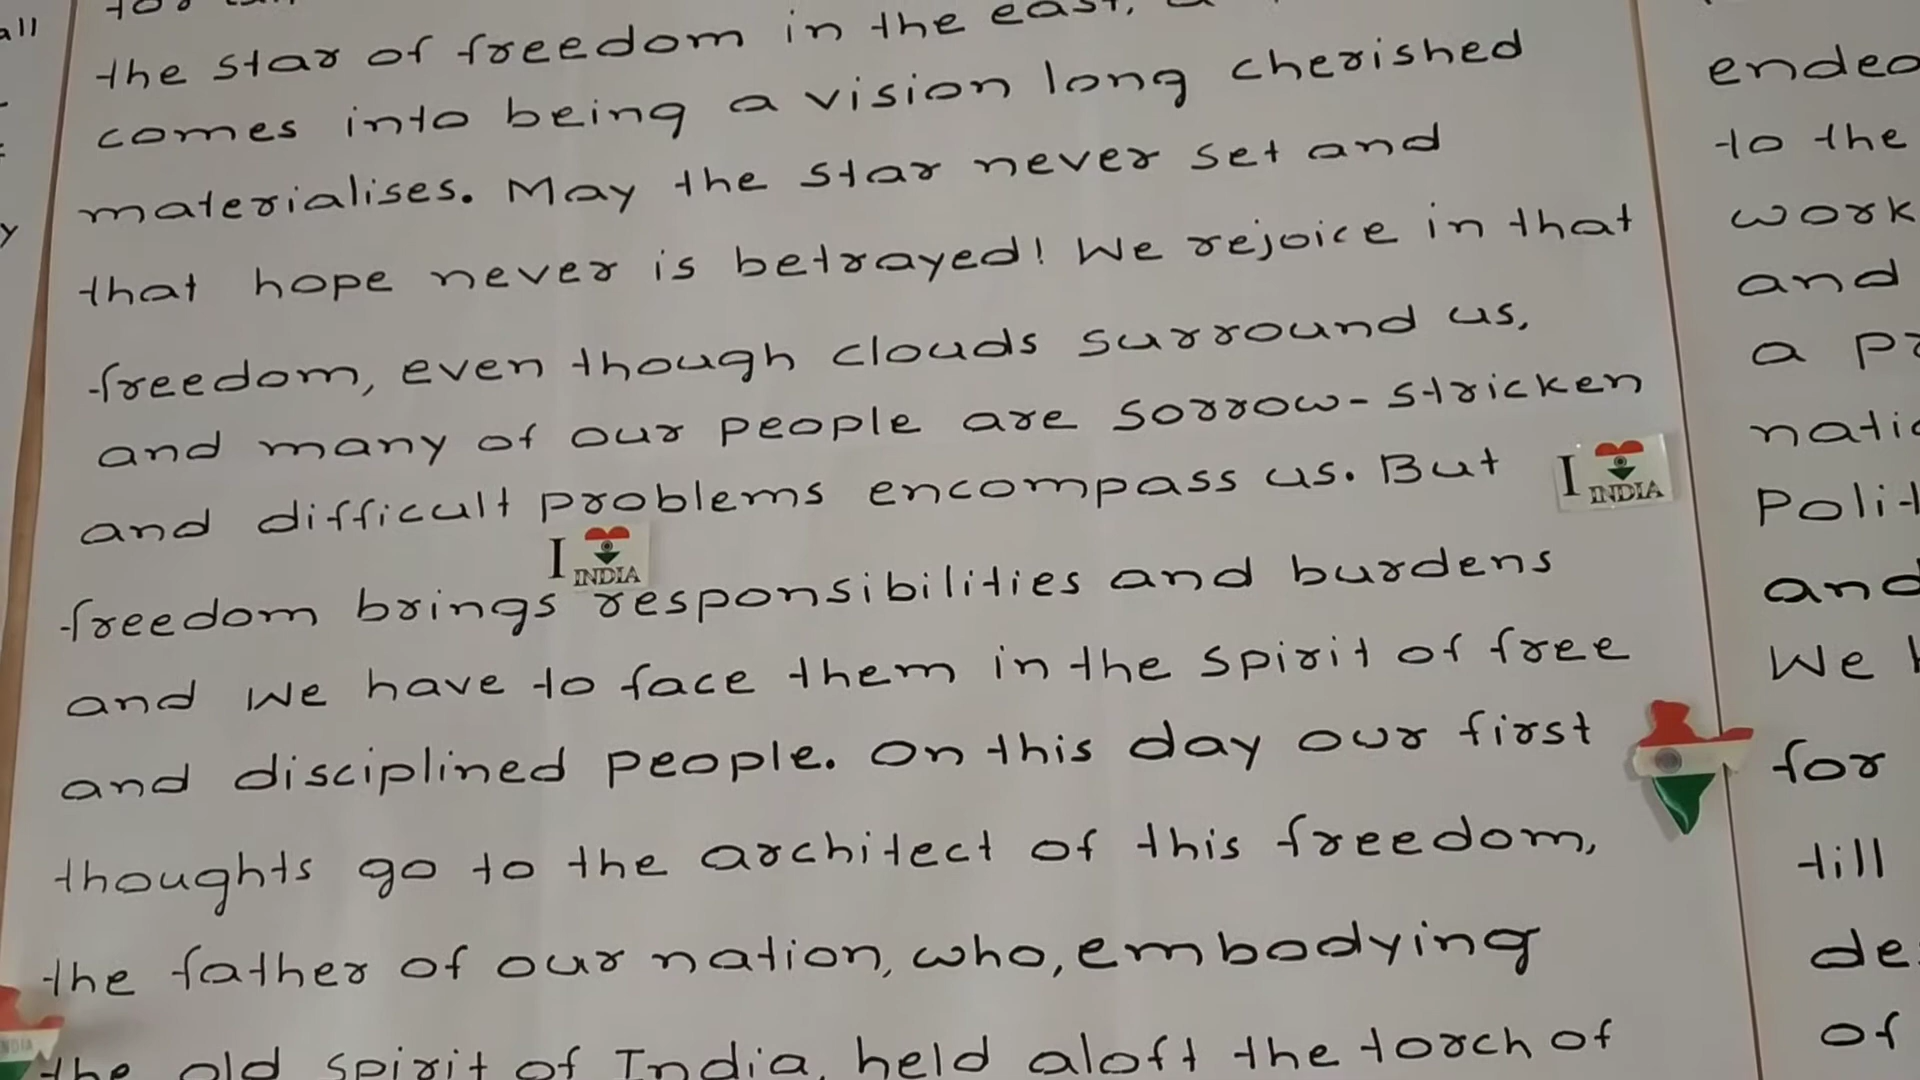 all
the star of freedom in the east,
comes into being a vision long cherished
materialises. May the star never set and
that hope never is betrayed! We rejoice in that
freedom, even though clouds surround us,
and many of our people are sorrow-stricken
and difficult problems encompass us. But
I INDIA
I INDIA
freedom brings responsibilities and burdens
and we have to face them in the spirit of free
and disciplined people. On this day our first
thoughts go to the architect of this freedom,
the father of our nation, who, embodying
the old spirit of India, held aloft the torch of
to the
work
and
a
and
We
for
till
of